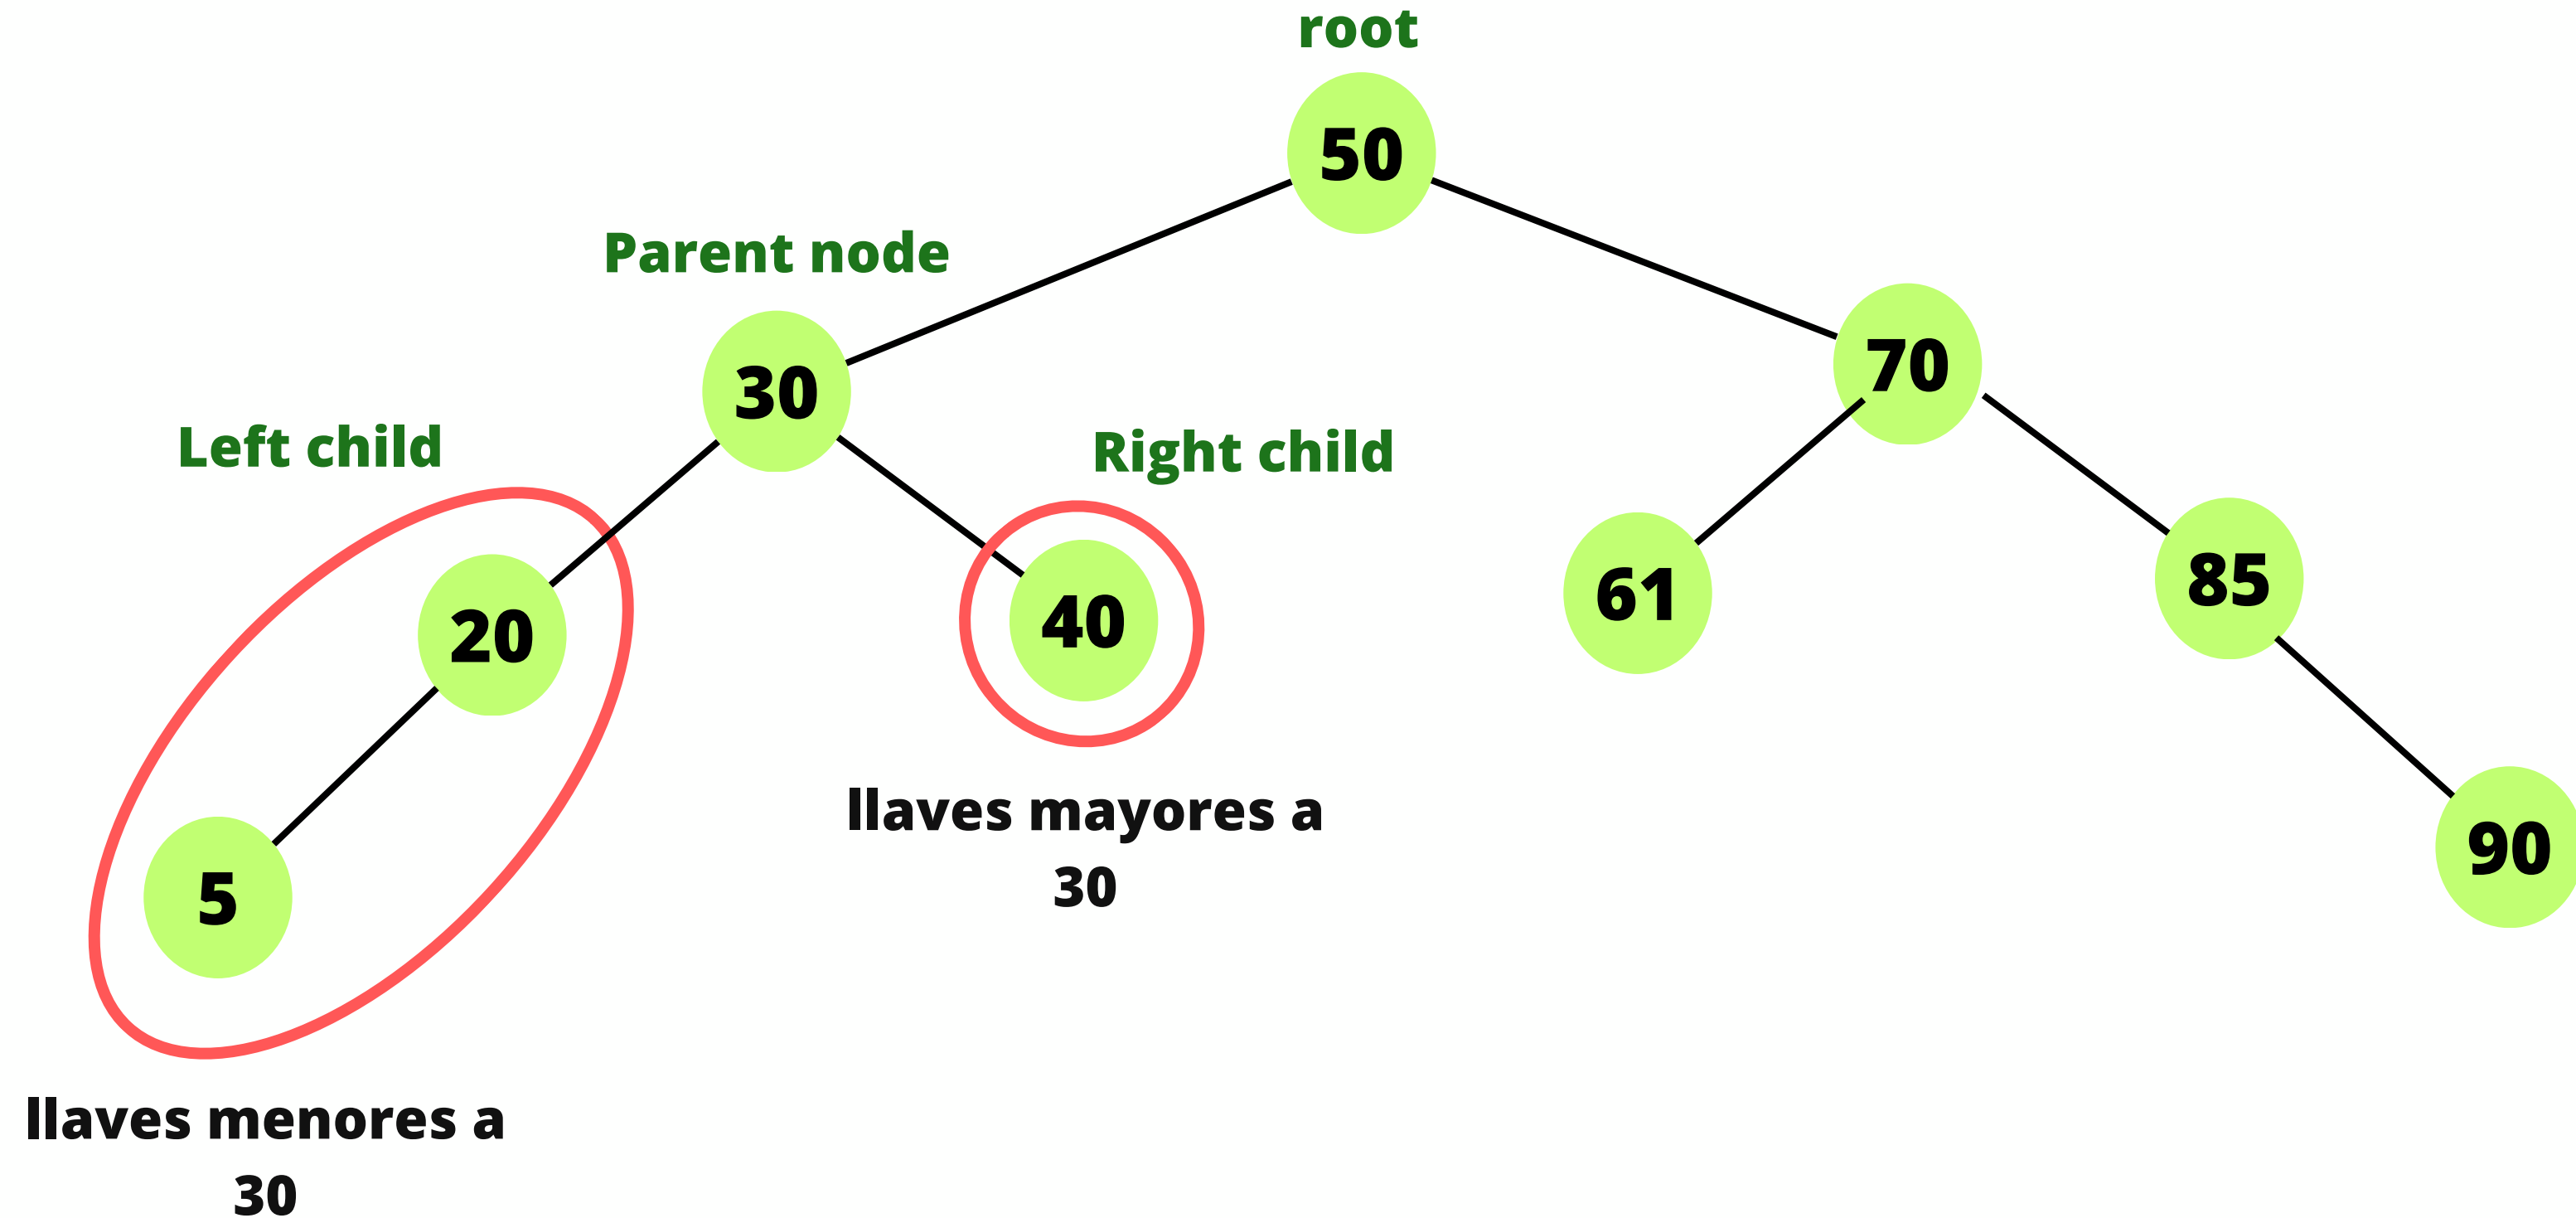 root
50
Parent node
30
70
Left child
Right child
20
40
61
85
5
90
llaves mayores a
30
llaves menores a
30